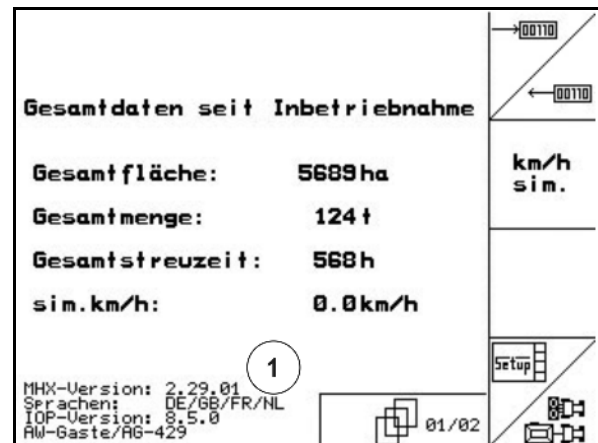 →00110
←00110
Gesamtdaten seit Inbetriebnahme
Gesamtfläche: 5689ha
Gesamtmenge: 124t
Gesamtstreuzeit: 568h
sim.km/h: 0.0km/h
km/h
sim.
1
Setup
MHX-Version: 2.29.01
Sprachen: DE/GB/FR/NL
IOP-Version: 8.5.0
AW-Gaste/AG-429
01/02